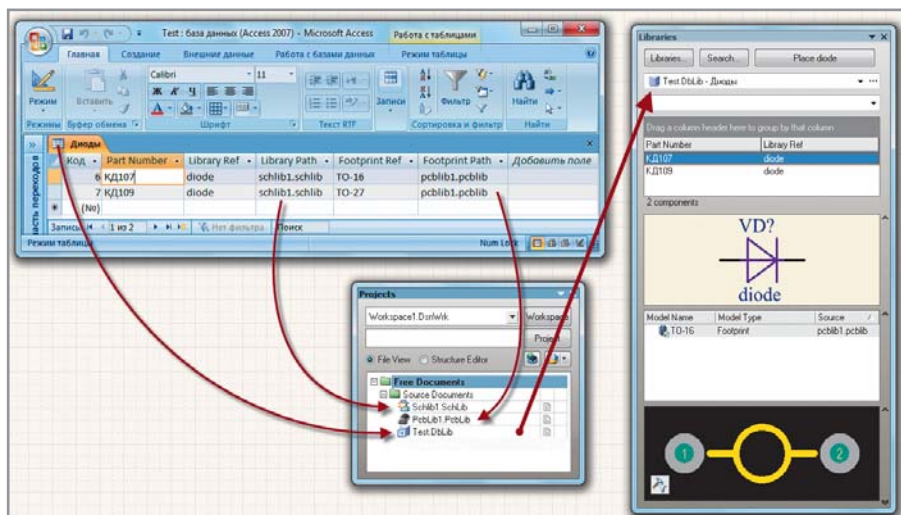 Test : база данных (Access 2007) - Microsoft Access
Работа с таблицами
Главная Создание Внешние данные Работа с базами данных Режим таблицы
Calibri 11
Ж К Ч
Режим Вставить Записи Фильтр Найти
Режимы Буфер обмена Шрифт Текст RTF Сортировка и фильтр Найти
Диоды
Код Part Number Library Ref Library Path Footprint Ref Footprint Path Добавить поле
6 КД107 diode schlib1.schlib TO-16 pcblib1.pcblib
7 КД109 diode schlib1.schlib TO-27 pcblib1.pcblib
(№)
Запись: 1 из 2 Нет фильтра Поиск
Режим таблицы Num Lock
Projects
Workspace1.DsnWrk Workspace
Project
File View Structure Editor
Free Documents
Source Documents
Schlib1.SchLib
PcbLib1.PcbLib
Test.DbLib
Libraries
Libraries... Search... Place diode
Test.DbLib - Диоды
Drag a column header here to group by that column
Part Number Library Ref
КД107 diode
КД109 diode
2 components
VD?
diode
Model Name Model Type Source
TO-16 Footprint pcblib1.pcblib
1 2